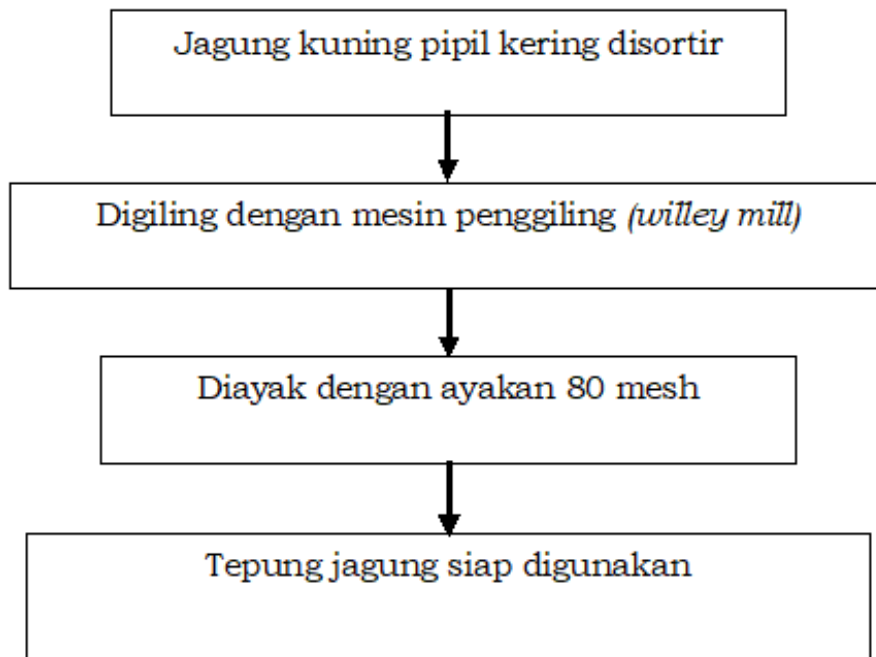 Jagung kuning pipil kering disortir
Digiling dengan mesin penggiling (willey mill)
Diayak dengan ayakan 80 mesh
Tepung jagung siap digunakan